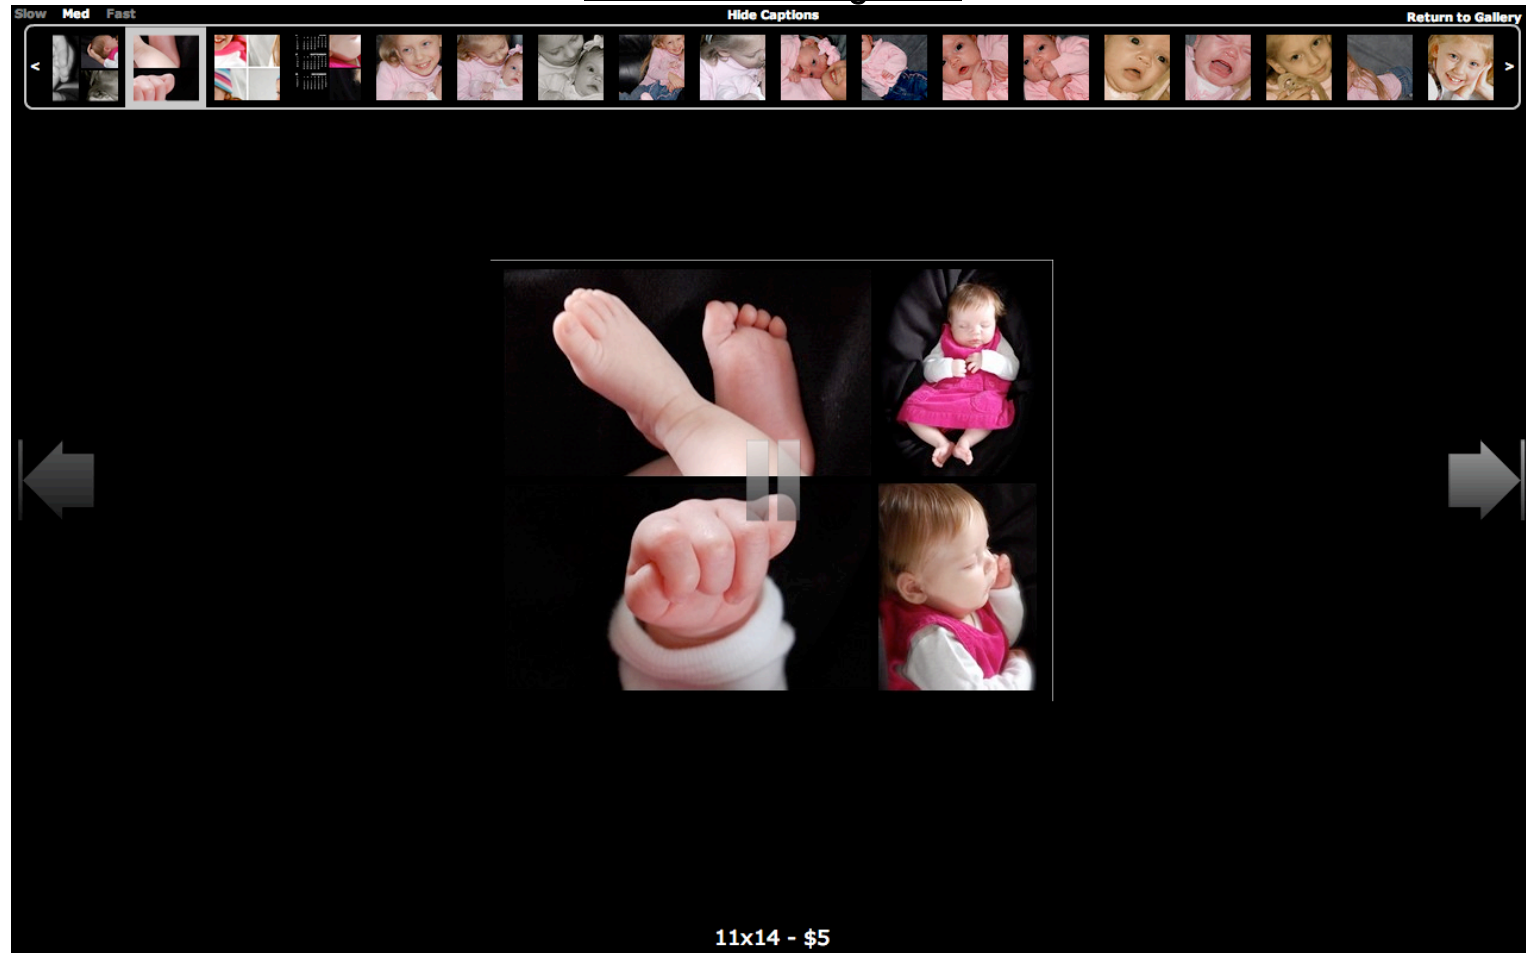 Slow Med Fast
Hide Captions
Return to Gallery
<
>
11x14 - $5